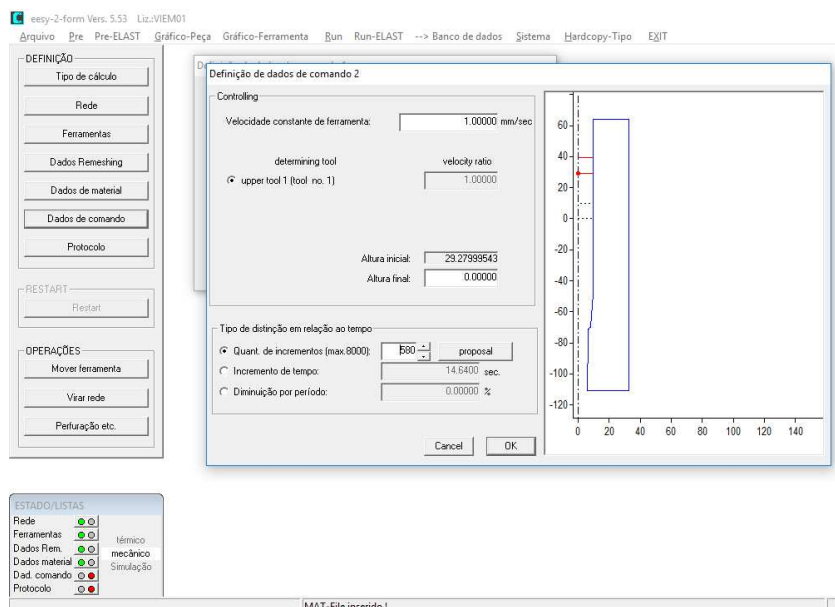 eesy-2-form Vers. 5.53 Liz.:VIEM01
Arquivo Pre Pre-ELAST Gráfico-Peça Gráfico-Ferramenta Run Run-ELAST --> Banco de dados Sistema Hardcopy-Tipo EXIT
DEFINIÇÃO
Tipo de cálculo
Rede
Ferramentas
Dados Remeshing
Dados de material
Dados de comando
Protocolo
RESTART
Restart
OPERAÇÕES
Mover ferramenta
Virar rede
Perfuração etc.
Definição de dados de comando 2
Controlling
Velocidade constante de ferramenta: 1.00000 mm/sec
determining tool velocity ratio
upper tool 1 (tool no. 1) 1.00000
Altura inicial: 29.27999543
Altura final: 0.00000
Tipo de distinção em relação ao tempo
Quant. de incrementos (max.8000): 580 proposal
Incremento de tempo: 14.6400 sec.
Diminuição por período: 0.00000 %
Cancel OK
60
40
20
0
-20
-40
-60
-80
-100
-120
0 20 40 60 80 100 120 140
ESTADO/LISTAS
Rede
Ferramentas
Dados Rem.
Dados material
Dad. comando
Protocolo
térmico
mecânico
Simulação
MAT-File inserido !